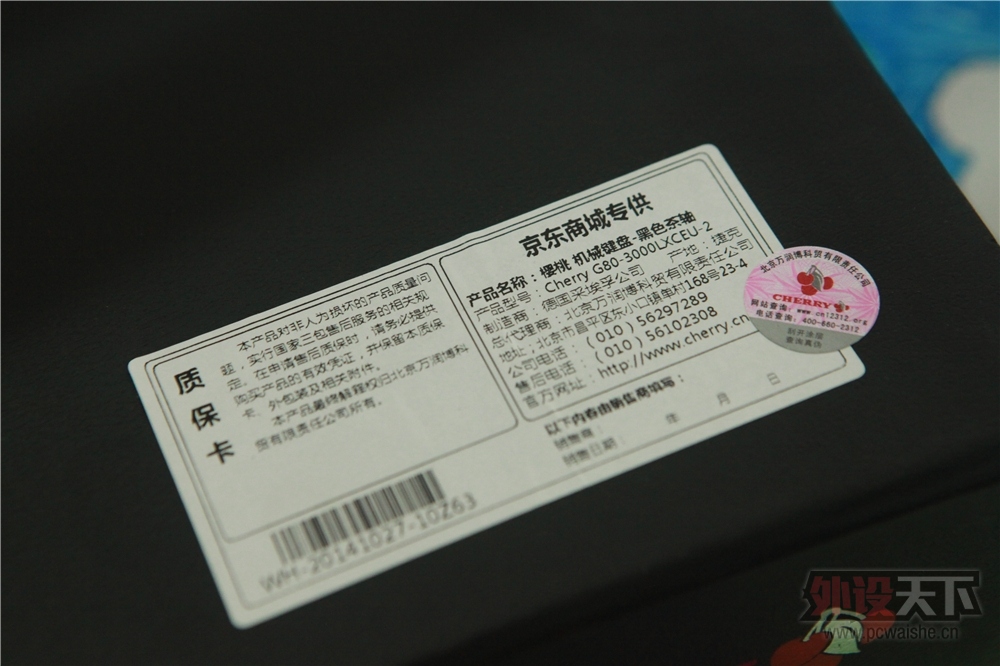 质保卡
本产品对非人为损坏的产品质量问
题，实行国家三包售后服务的相关规
定。在申请售后质保时，请务必提供
购买产品的有效凭证，并保留本质保
卡、外包装及相关附件。
本产品最终解释权归北京万润博科
贸有限责任公司所有。
WH-20141027-10263
京东商城专供
产品名称：樱桃 机械键盘-黑色茶轴
产品型号：Cherry G80-3000LXCEU-2
制造商：德国采埃孚公司 产地：捷克
总代理商：北京万润博科贸有限责任公司
地址：北京市昌平区东小口镇单村168号23-4
公司电话：（010）56297289
售后电话：（010）56102308
官方网址：http://www.cherry.cn
以下内容由销售商填写：
销售商：
销售日期： 年 月 日
北京万润博科贸有限责任公司
CHERRY
网站查询：www.cn12312.org
电话查询：400-660-2312
刮开涂层
查询真伪
外设天下
www.pcwaishe.cn